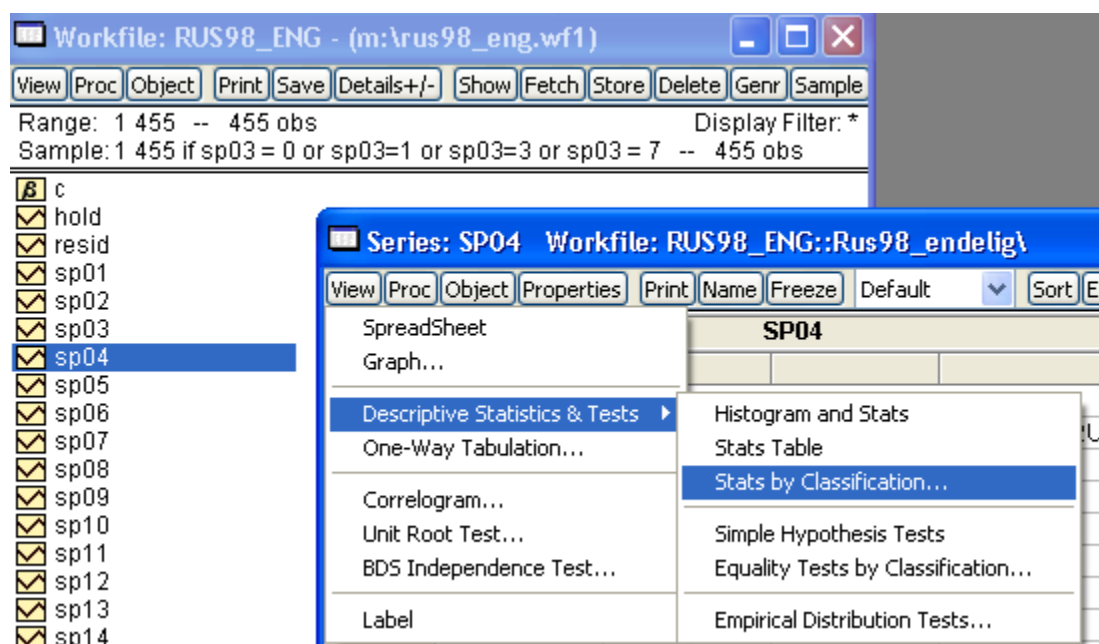 Workfile: RUS98_ENG - (m:\rus98_eng.wf1)
View Proc Object Print Save Details+/- Show Fetch Store Delete Genr Sample
Range: 1 455 -- 455 obs Display Filter: *
Sample: 1 455 if sp03 = 0 or sp03=1 or sp03=3 or sp03 = 7 -- 455 obs
β c
hold
resid
sp01
sp02
sp03
sp04
sp05
sp06
sp07
sp08
sp09
sp10
sp11
sp12
sp13
sp14
Series: SP04 Workfile: RUS98_ENG::Rus98_endelig\
View Proc Object Properties Print Name Freeze Default Sort
SP04
SpreadSheet
Graph...
Descriptive Statistics & Tests
One-Way Tabulation...
Correlogram...
Unit Root Test...
BDS Independence Test...
Label
Histogram and Stats
Stats Table
Stats by Classification...
Simple Hypothesis Tests
Equality Tests by Classification...
Empirical Distribution Tests...